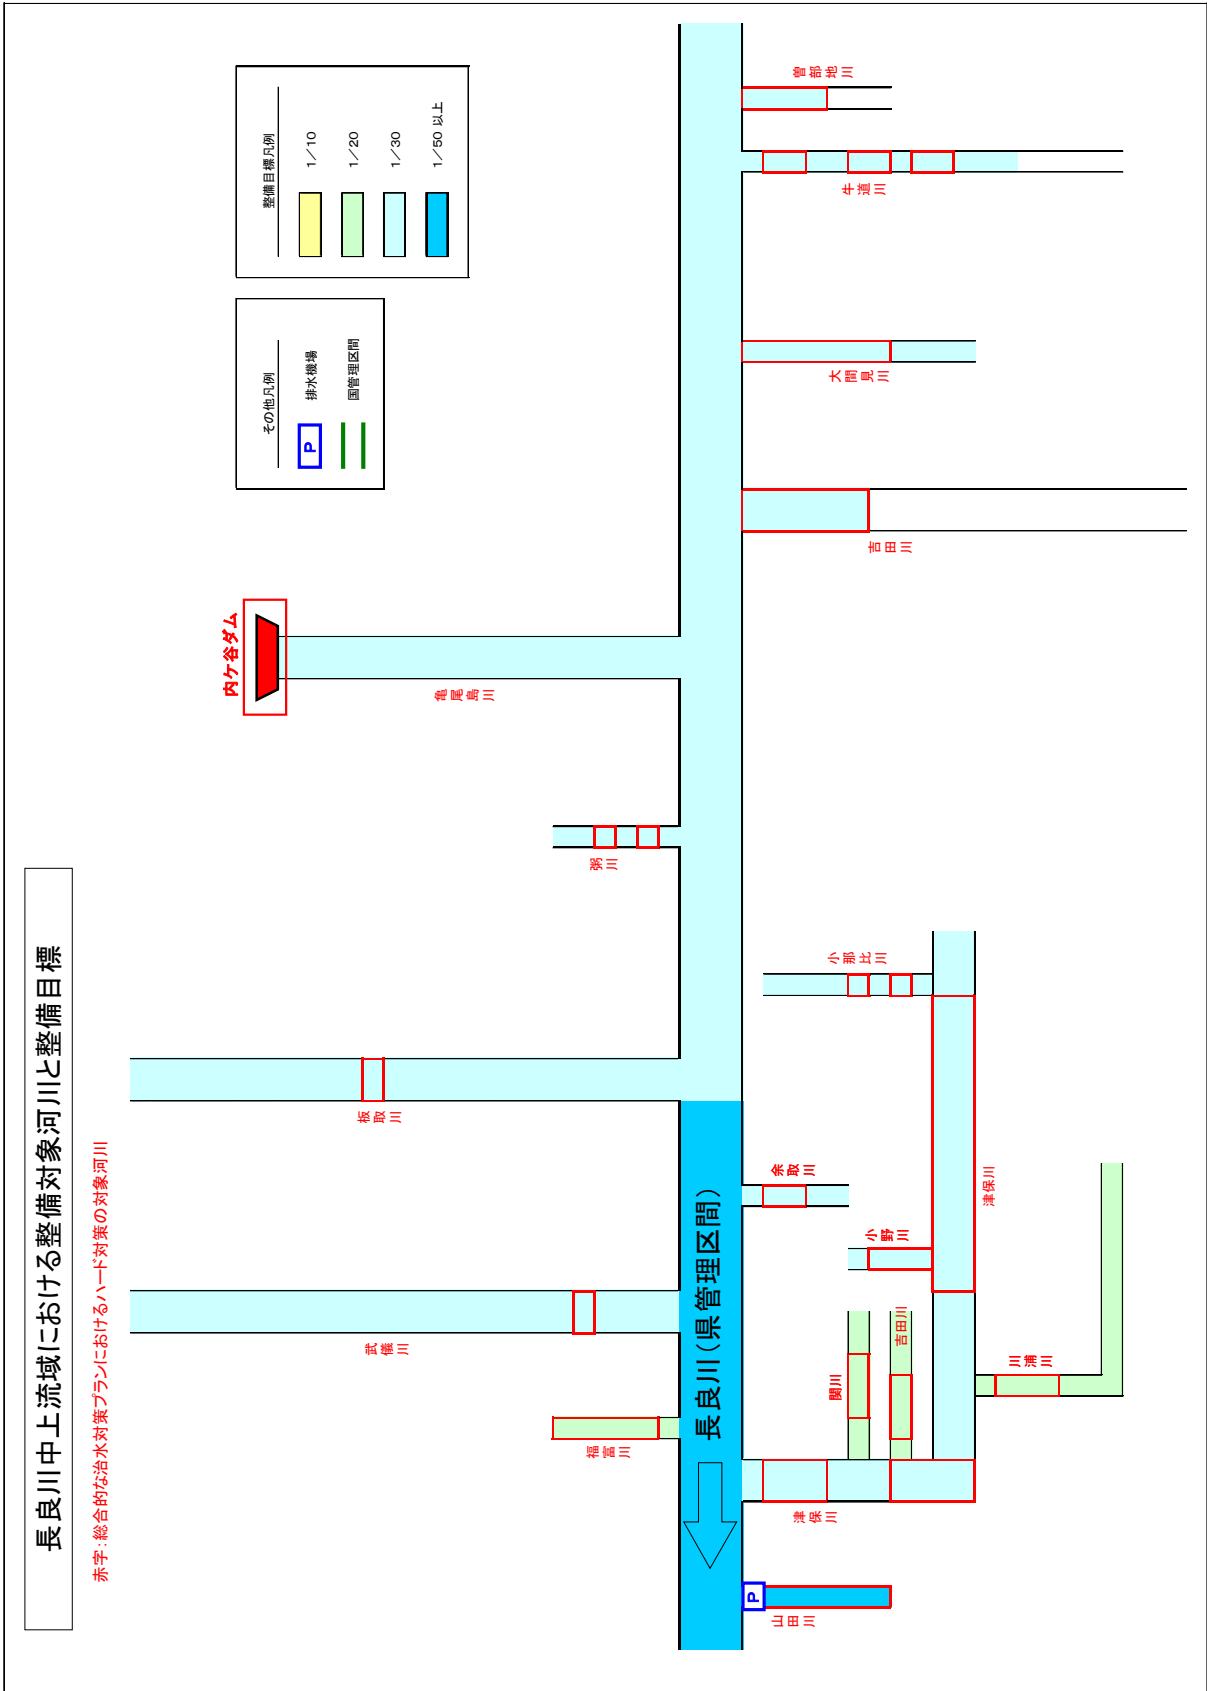 長良川中上流域における整備対象河川と整備目標
赤字：総合的な治水対策プランにおけるハード対策の対象河川
その他凡例
P
排水機場
国管理区間
整備目標凡例
1／10
1／20
1／30
1／50 以上
内ケ谷ダム
福富川
武儀川
板取川
粥川
亀尾島川
長良川（県管理区間）
P
山田川
津保川
関川
吉田川
小野川
余取川
川浦川
津保川
小那比川
吉田川
大間見川
牛道川
曽部地川